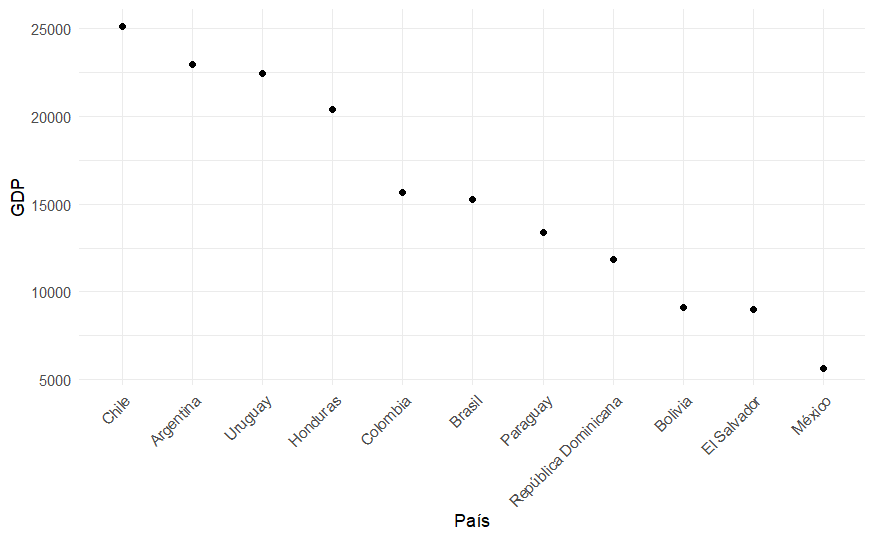 GDP
25000
20000
15000
10000
5000
Chile
Argentina
Uruguay
Honduras
Colombia
Brasil
Paraguay
República Dominicana
Bolivia
El Salvador
México
País